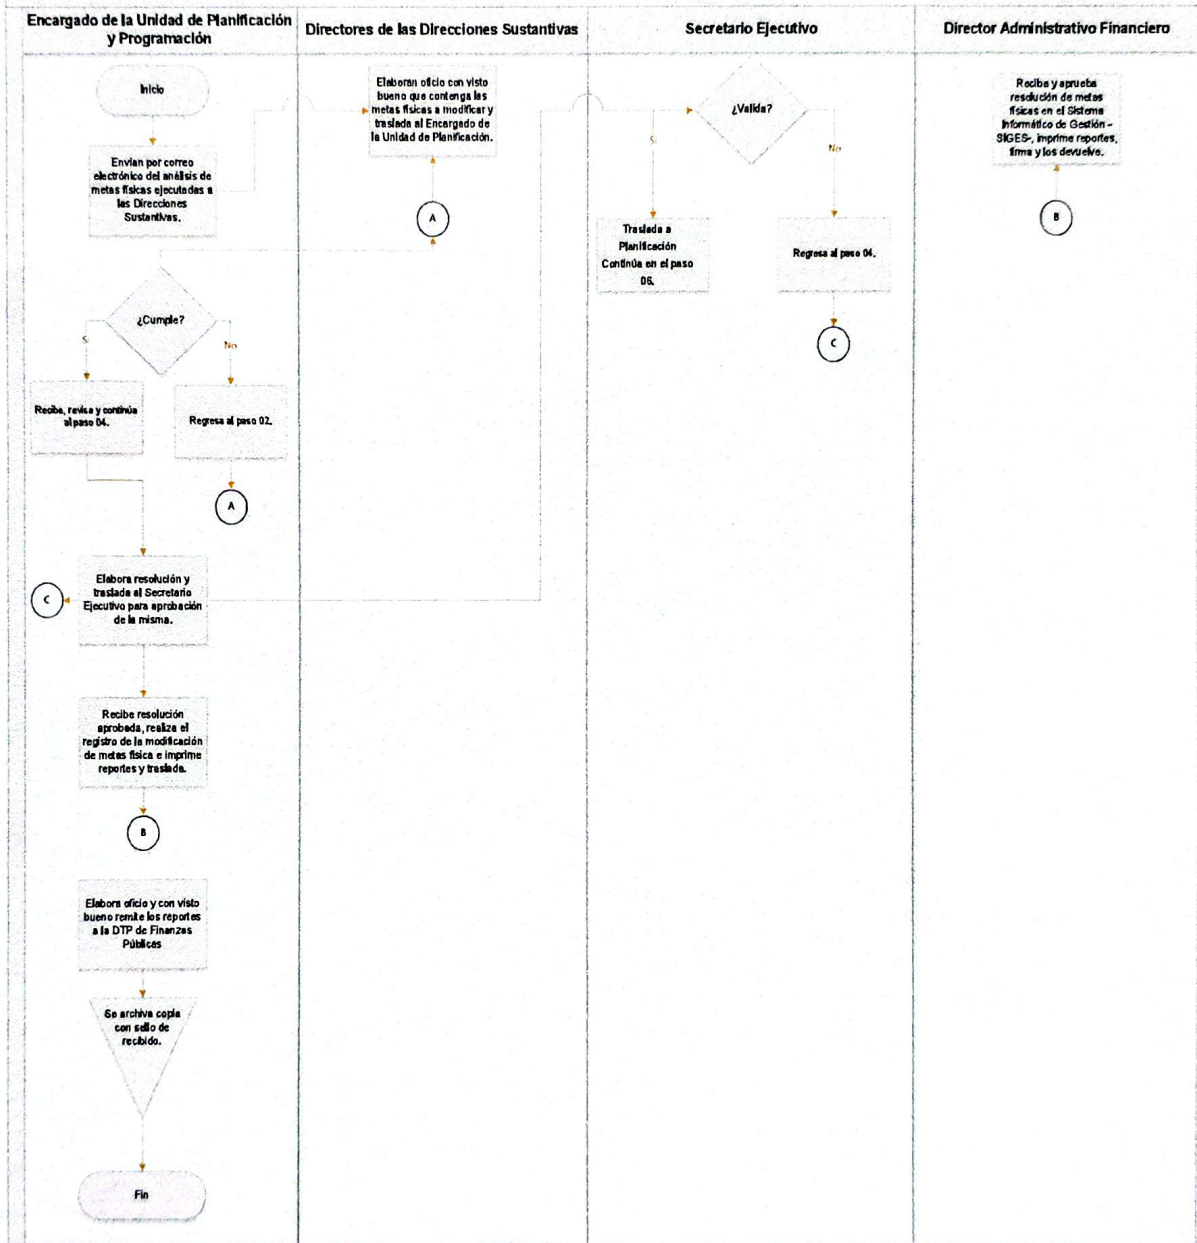 Encargado de la Unidad de Planificación
y Programación
Directores de las Direcciones Sustantivas
Secretario Ejecutivo
Director Administrativo Financiero
Inicio
Envían por correo
electrónico del análisis de
metas físicas ejecutadas a
las Direcciones
Sustantivas.
¿Cumple?
Si
No
Recibe, revisa y continúa
al paso 04.
Regresa al paso 02.
A
Elabora resolución y
traslada al Secretario
Ejecutivo para aprobación
de la misma.
C
Recibe resolución
aprobada, realiza el
registro de la modificación
de metas física e imprime
reportes y traslada.
B
Elabora oficio y con visto
bueno remite los reportes
a la DTP de Finanzas
Públicas
Se archiva copia
con sello de
recibido.
Fin
Elaboran oficio con visto
bueno que contenga las
metas físicas a modificar y
traslada al Encargado de
la Unidad de Planificación.
A
¿Valida?
Si
No
Traslada a
Planificación
Continúa en el paso
06.
Regresa al paso 04.
C
Recibe y aprueba
resolución de metas
físicas en el Sistema
Informático de Gestión -
SIGES-, imprime reportes,
firma y los devuelve.
B